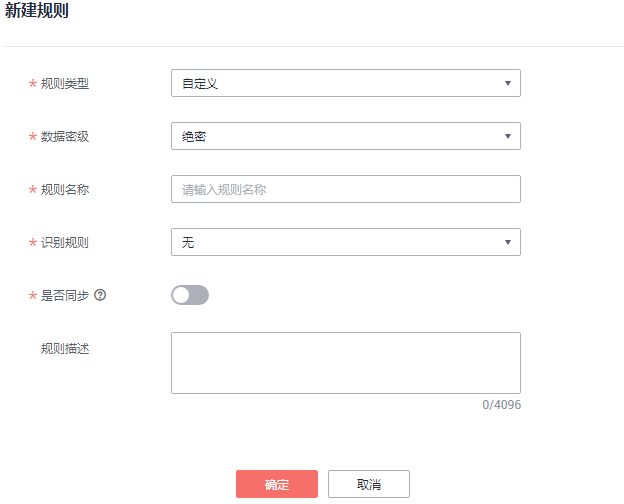 新建规则
* 规则类型 自定义
* 数据密级 绝密
* 规则名称 请输入规则名称
* 识别规则 无
* 是否同步 ?
规则描述
0/4096
确定 取消